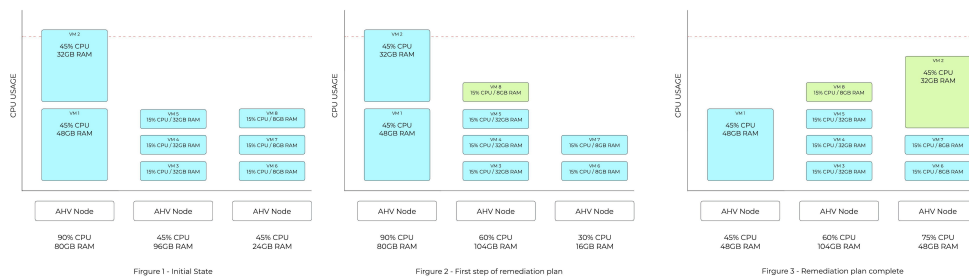 CPU USAGE
VM 2
45% CPU
32GB RAM
VM 1
45% CPU
48GB RAM
VM 5
15% CPU / 32GB RAM
VM 4
15% CPU / 32GB RAM
VM 3
15% CPU / 32GB RAM
VM 8
15% CPU / 8GB RAM
VM 7
15% CPU / 8GB RAM
VM 6
15% CPU / 8GB RAM
AHV Node
AHV Node
AHV Node
90% CPU
80GB RAM
45% CPU
96GB RAM
45% CPU
24GB RAM
Firgure 1 - Initial State
CPU USAGE
VM 2
45% CPU
32GB RAM
VM 1
45% CPU
48GB RAM
VM 8
15% CPU / 8GB RAM
VM 5
15% CPU / 32GB RAM
VM 4
15% CPU / 32GB RAM
VM 3
15% CPU / 32GB RAM
VM 7
15% CPU / 8GB RAM
VM 6
15% CPU / 8GB RAM
AHV Node
AHV Node
AHV Node
90% CPU
80GB RAM
60% CPU
104GB RAM
30% CPU
16GB RAM
Firgure 2 - First step of remediation plan
CPU USAGE
VM 1
45% CPU
48GB RAM
VM 8
15% CPU / 8GB RAM
VM 5
15% CPU / 32GB RAM
VM 4
15% CPU / 32GB RAM
VM 3
15% CPU / 32GB RAM
VM 2
45% CPU
32GB RAM
VM 7
15% CPU / 8GB RAM
VM 6
15% CPU / 8GB RAM
AHV Node
AHV Node
AHV Node
45% CPU
48GB RAM
60% CPU
104GB RAM
75% CPU
48GB RAM
Firgure 3 - Remediation plan complete